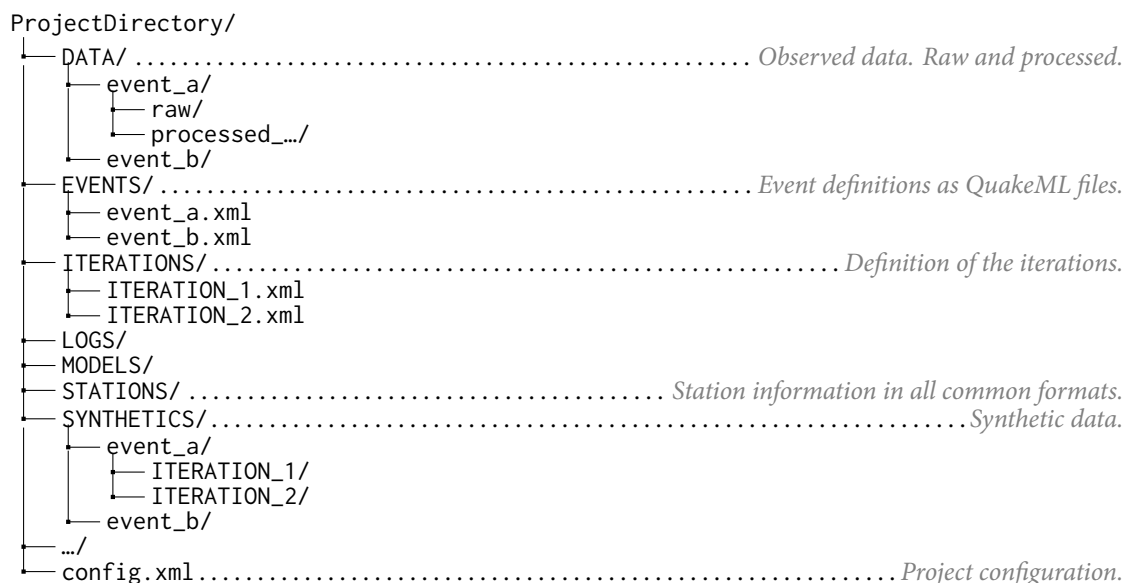 ProjectDirectory/
DATA/ ..................................................... Observed data. Raw and processed.
event_a/
raw/
processed_…/
event_b/
EVENTS/ ................................................... Event definitions as QuakeML files.
event_a.xml
event_b.xml
ITERATIONS/ ...................................................... Definition of the iterations.
ITERATION_1.xml
ITERATION_2.xml
LOGS/
MODELS/
STATIONS/ ......................................... Station information in all common formats.
SYNTHETICS/ ................................................................. Synthetic data.
event_a/
ITERATION_1/
ITERATION_2/
event_b/
…/
config.xml ............................................................ Project configuration.